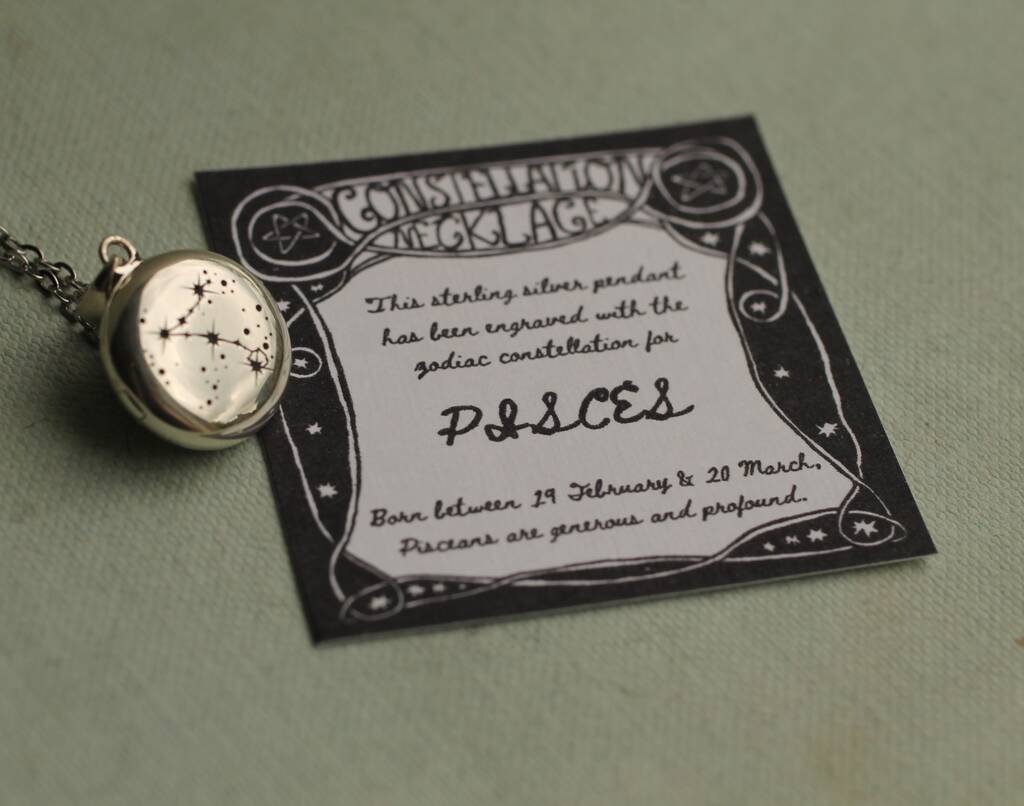 CONSTELLATION
NECKLACE
This sterling silver pendant
has been engraved with the
zodiac constellation for
PISCES
Born between 19 February & 20 March,
Pisceans are generous and profound.